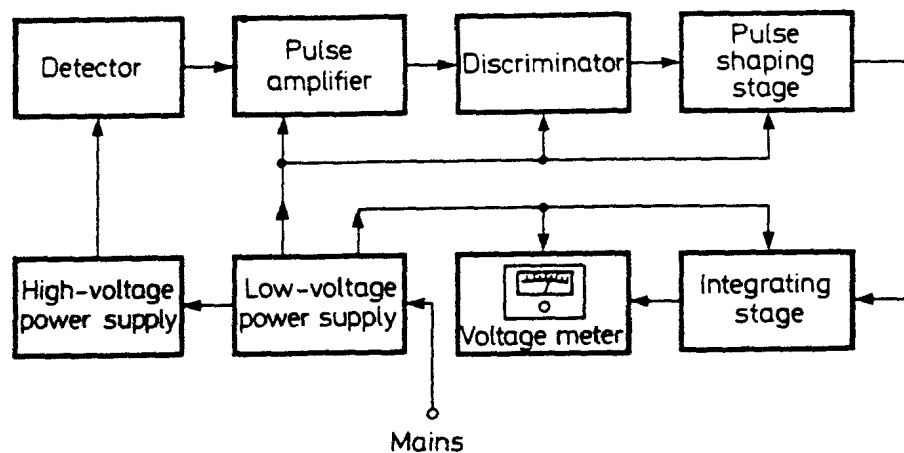 Detector
Pulse
amplifier
Discriminator
Pulse
shaping
stage
High-voltage
power supply
Low-voltage
power supply
Voltage meter
Integrating
stage
Mains